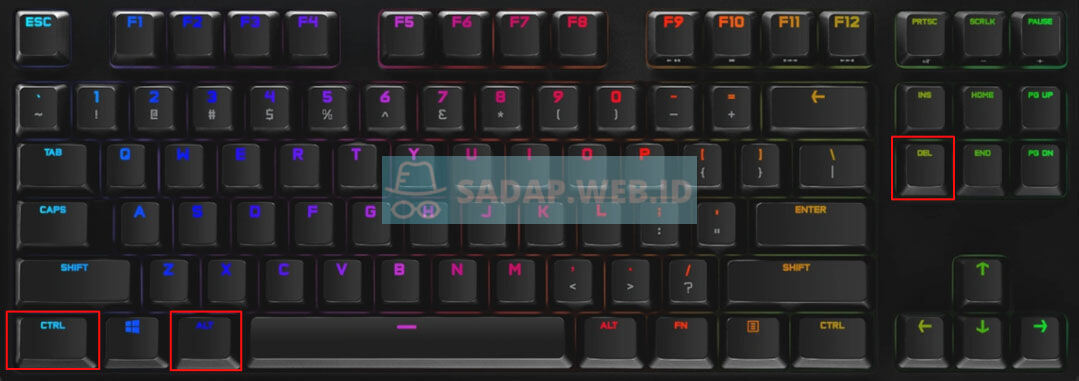 ESC F1 F2 F3 F4 F5 F6 F7 F8 F9 F10 F11 F12 PRTSC SCRLK PAUSE
` 1 2 3 4 5 6 7 8 9 0 - = ← INS HOME PG UP
~ ! @ # $ % ^ & * ( ) — +
TAB Q W E R T Y U I O P [ ] \ DEL END PG DN
{ } |
SADAP.WEB.ID
CAPS A S D F G H J K L ; ' ENTER
: "
SHIFT Z X C V B N M , . / SHIFT ↑
< > ?
CTRL ALT ALT FN CTRL ← ↓ →